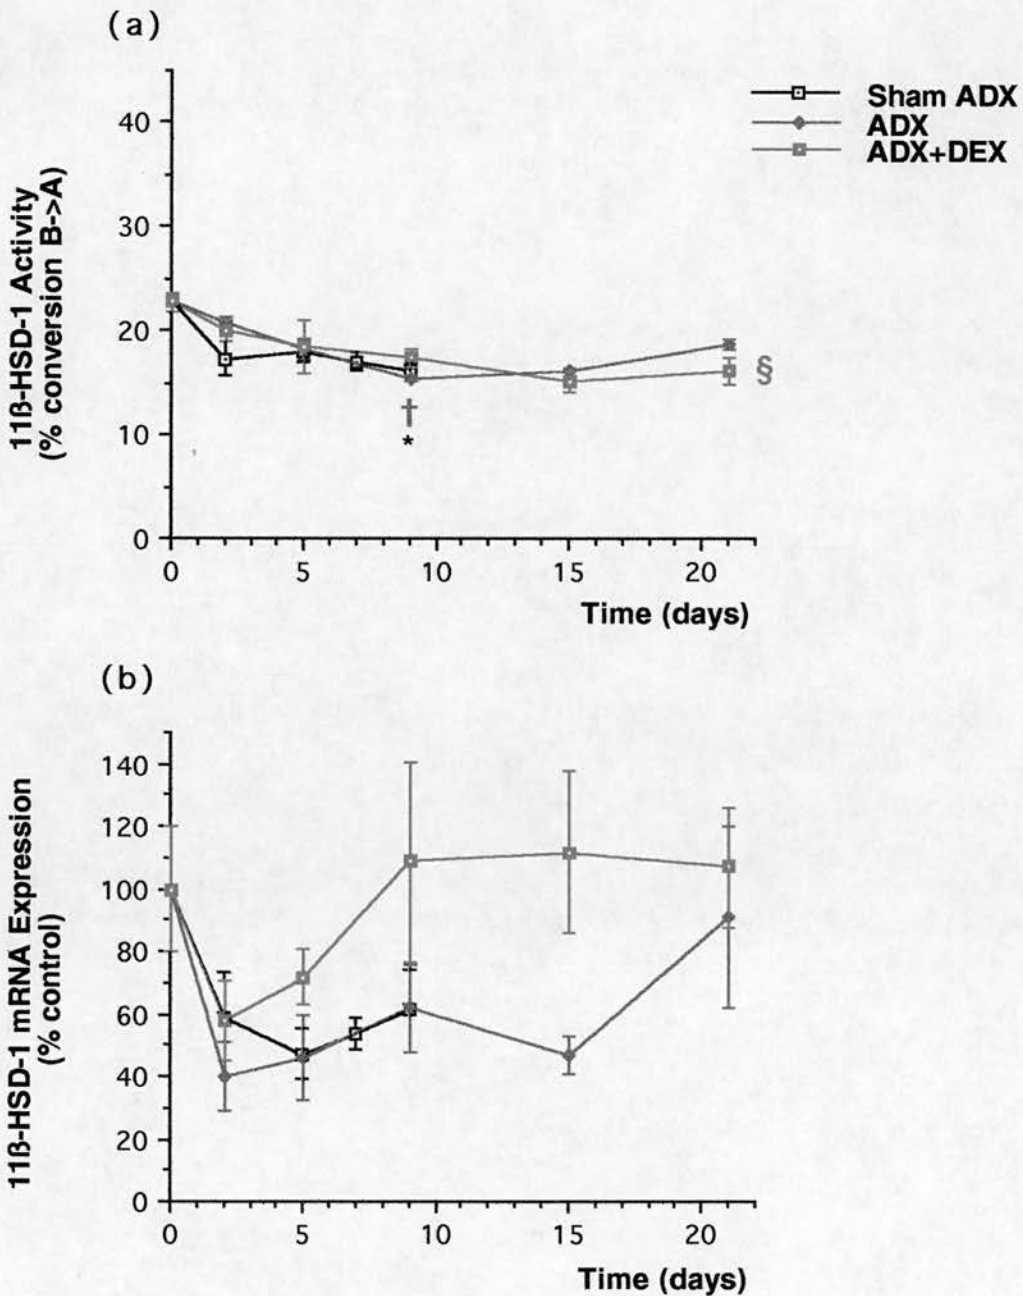 (a)
Sham ADX
ADX
ADX+DEX
11ß-HSD-1 Activity
(% conversion B->A)
40
30
20
10
0
§
†
*
0 5 10 15 20
Time (days)
(b)
11ß-HSD-1 mRNA Expression
(% control)
140
120
100
80
60
40
20
0
0 5 10 15 20
Time (days)